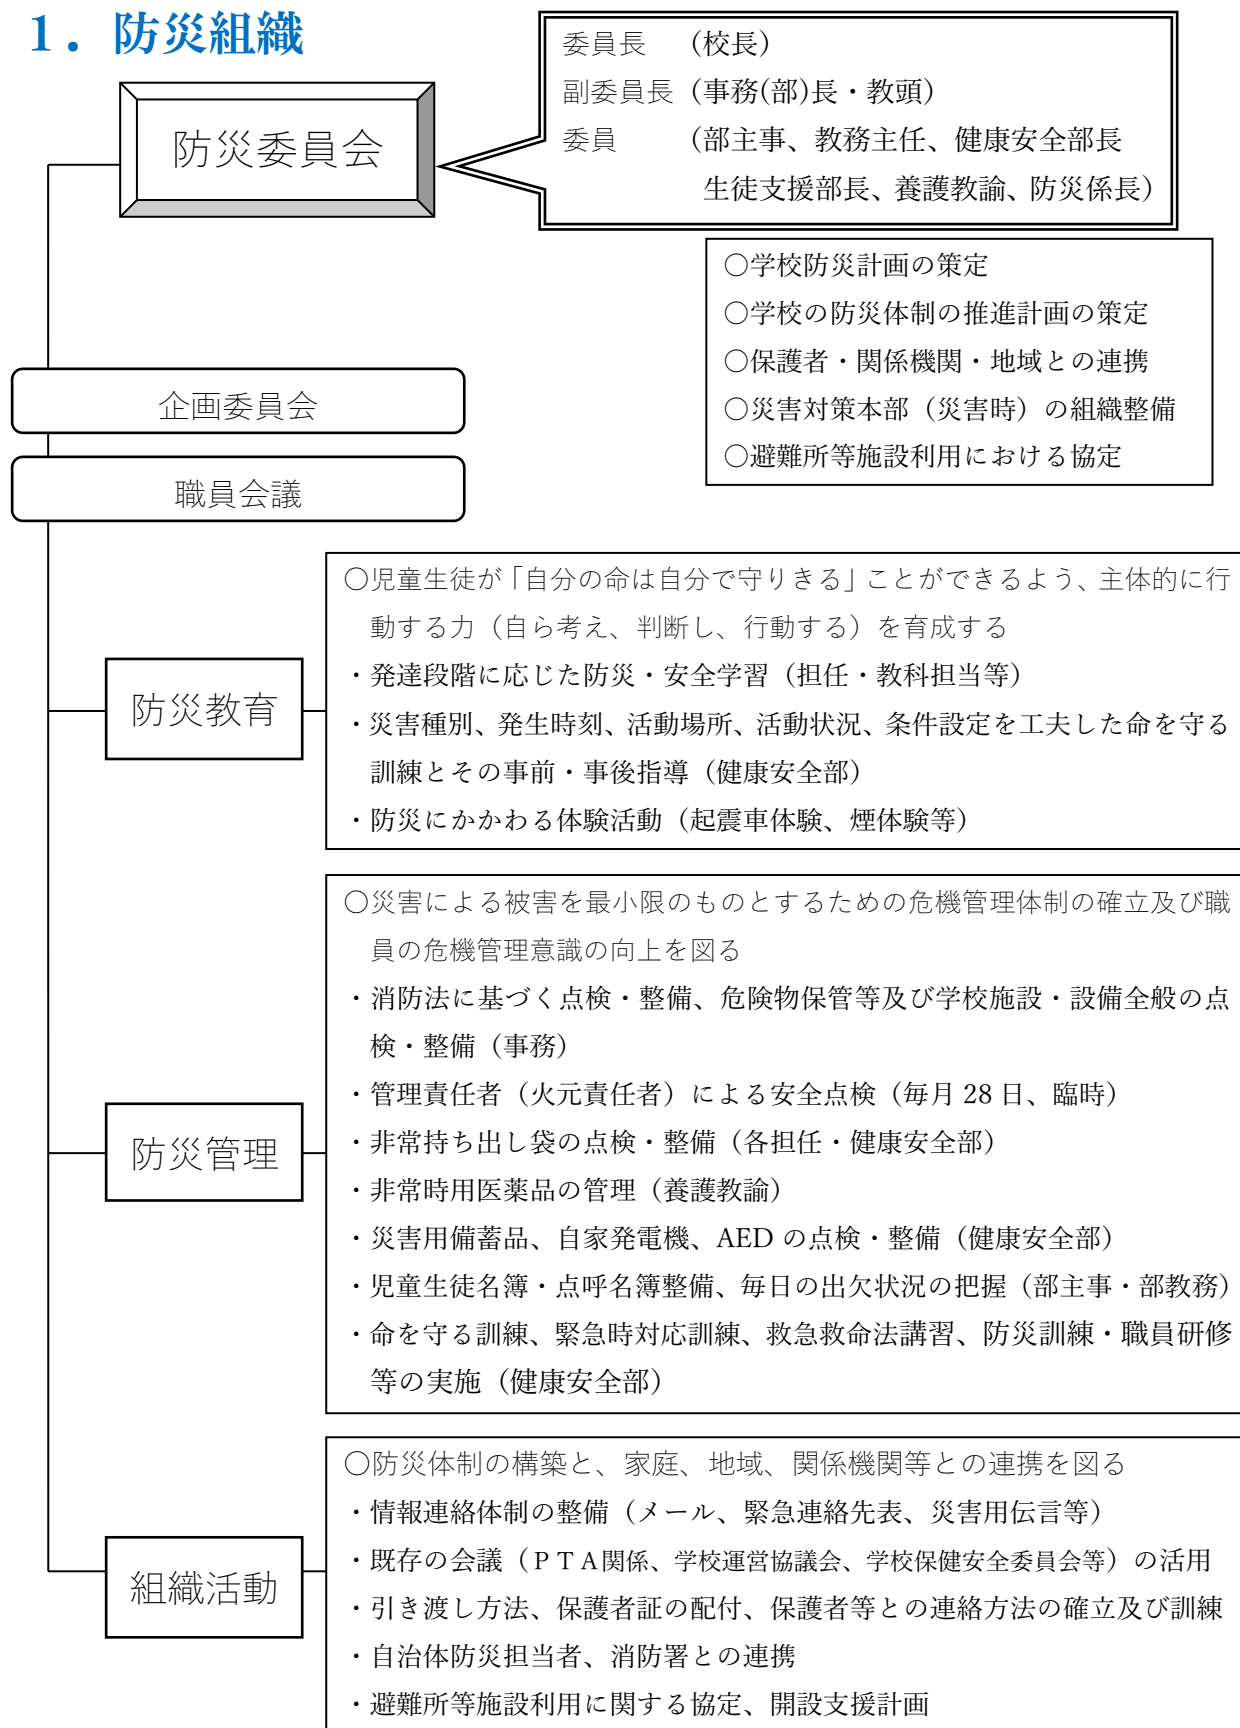 １．防災組織
防災委員会
委員長　（校長）
副委員長（事務(部)長・教頭）
委員　　（部主事、教務主任、健康安全部長
生徒支援部長、養護教諭、防災係長）
○学校防災計画の策定
○学校の防災体制の推進計画の策定
○保護者・関係機関・地域との連携
○災害対策本部（災害時）の組織整備
○避難所等施設利用における協定
企画委員会
職員会議
防災教育
○児童生徒が「自分の命は自分で守りきる」ことができるよう、主体的に行
動する力（自ら考え、判断し、行動する）を育成する
・発達段階に応じた防災・安全学習（担任・教科担当等）
・災害種別、発生時刻、活動場所、活動状況、条件設定を工夫した命を守る
訓練とその事前・事後指導（健康安全部）
・防災にかかわる体験活動（起震車体験、煙体験等）
防災管理
○災害による被害を最小限のものとするための危機管理体制の確立及び職
員の危機管理意識の向上を図る
・消防法に基づく点検・整備、危険物保管等及び学校施設・設備全般の点
検・整備（事務）
・管理責任者（火元責任者）による安全点検（毎月 28 日、臨時）
・非常持ち出し袋の点検・整備（各担任・健康安全部）
・非常時用医薬品の管理（養護教諭）
・災害用備蓄品、自家発電機、AED の点検・整備（健康安全部）
・児童生徒名簿・点呼名簿整備、毎日の出欠状況の把握（部主事・部教務）
・命を守る訓練、緊急時対応訓練、救急救命法講習、防災訓練・職員研修
等の実施（健康安全部）
組織活動
○防災体制の構築と、家庭、地域、関係機関等との連携を図る
・情報連絡体制の整備（メール、緊急連絡先表、災害用伝言等）
・既存の会議（ＰＴＡ関係、学校運営協議会、学校保健安全委員会等）の活用
・引き渡し方法、保護者証の配付、保護者等との連絡方法の確立及び訓練
・自治体防災担当者、消防署との連携
・避難所等施設利用に関する協定、開設支援計画